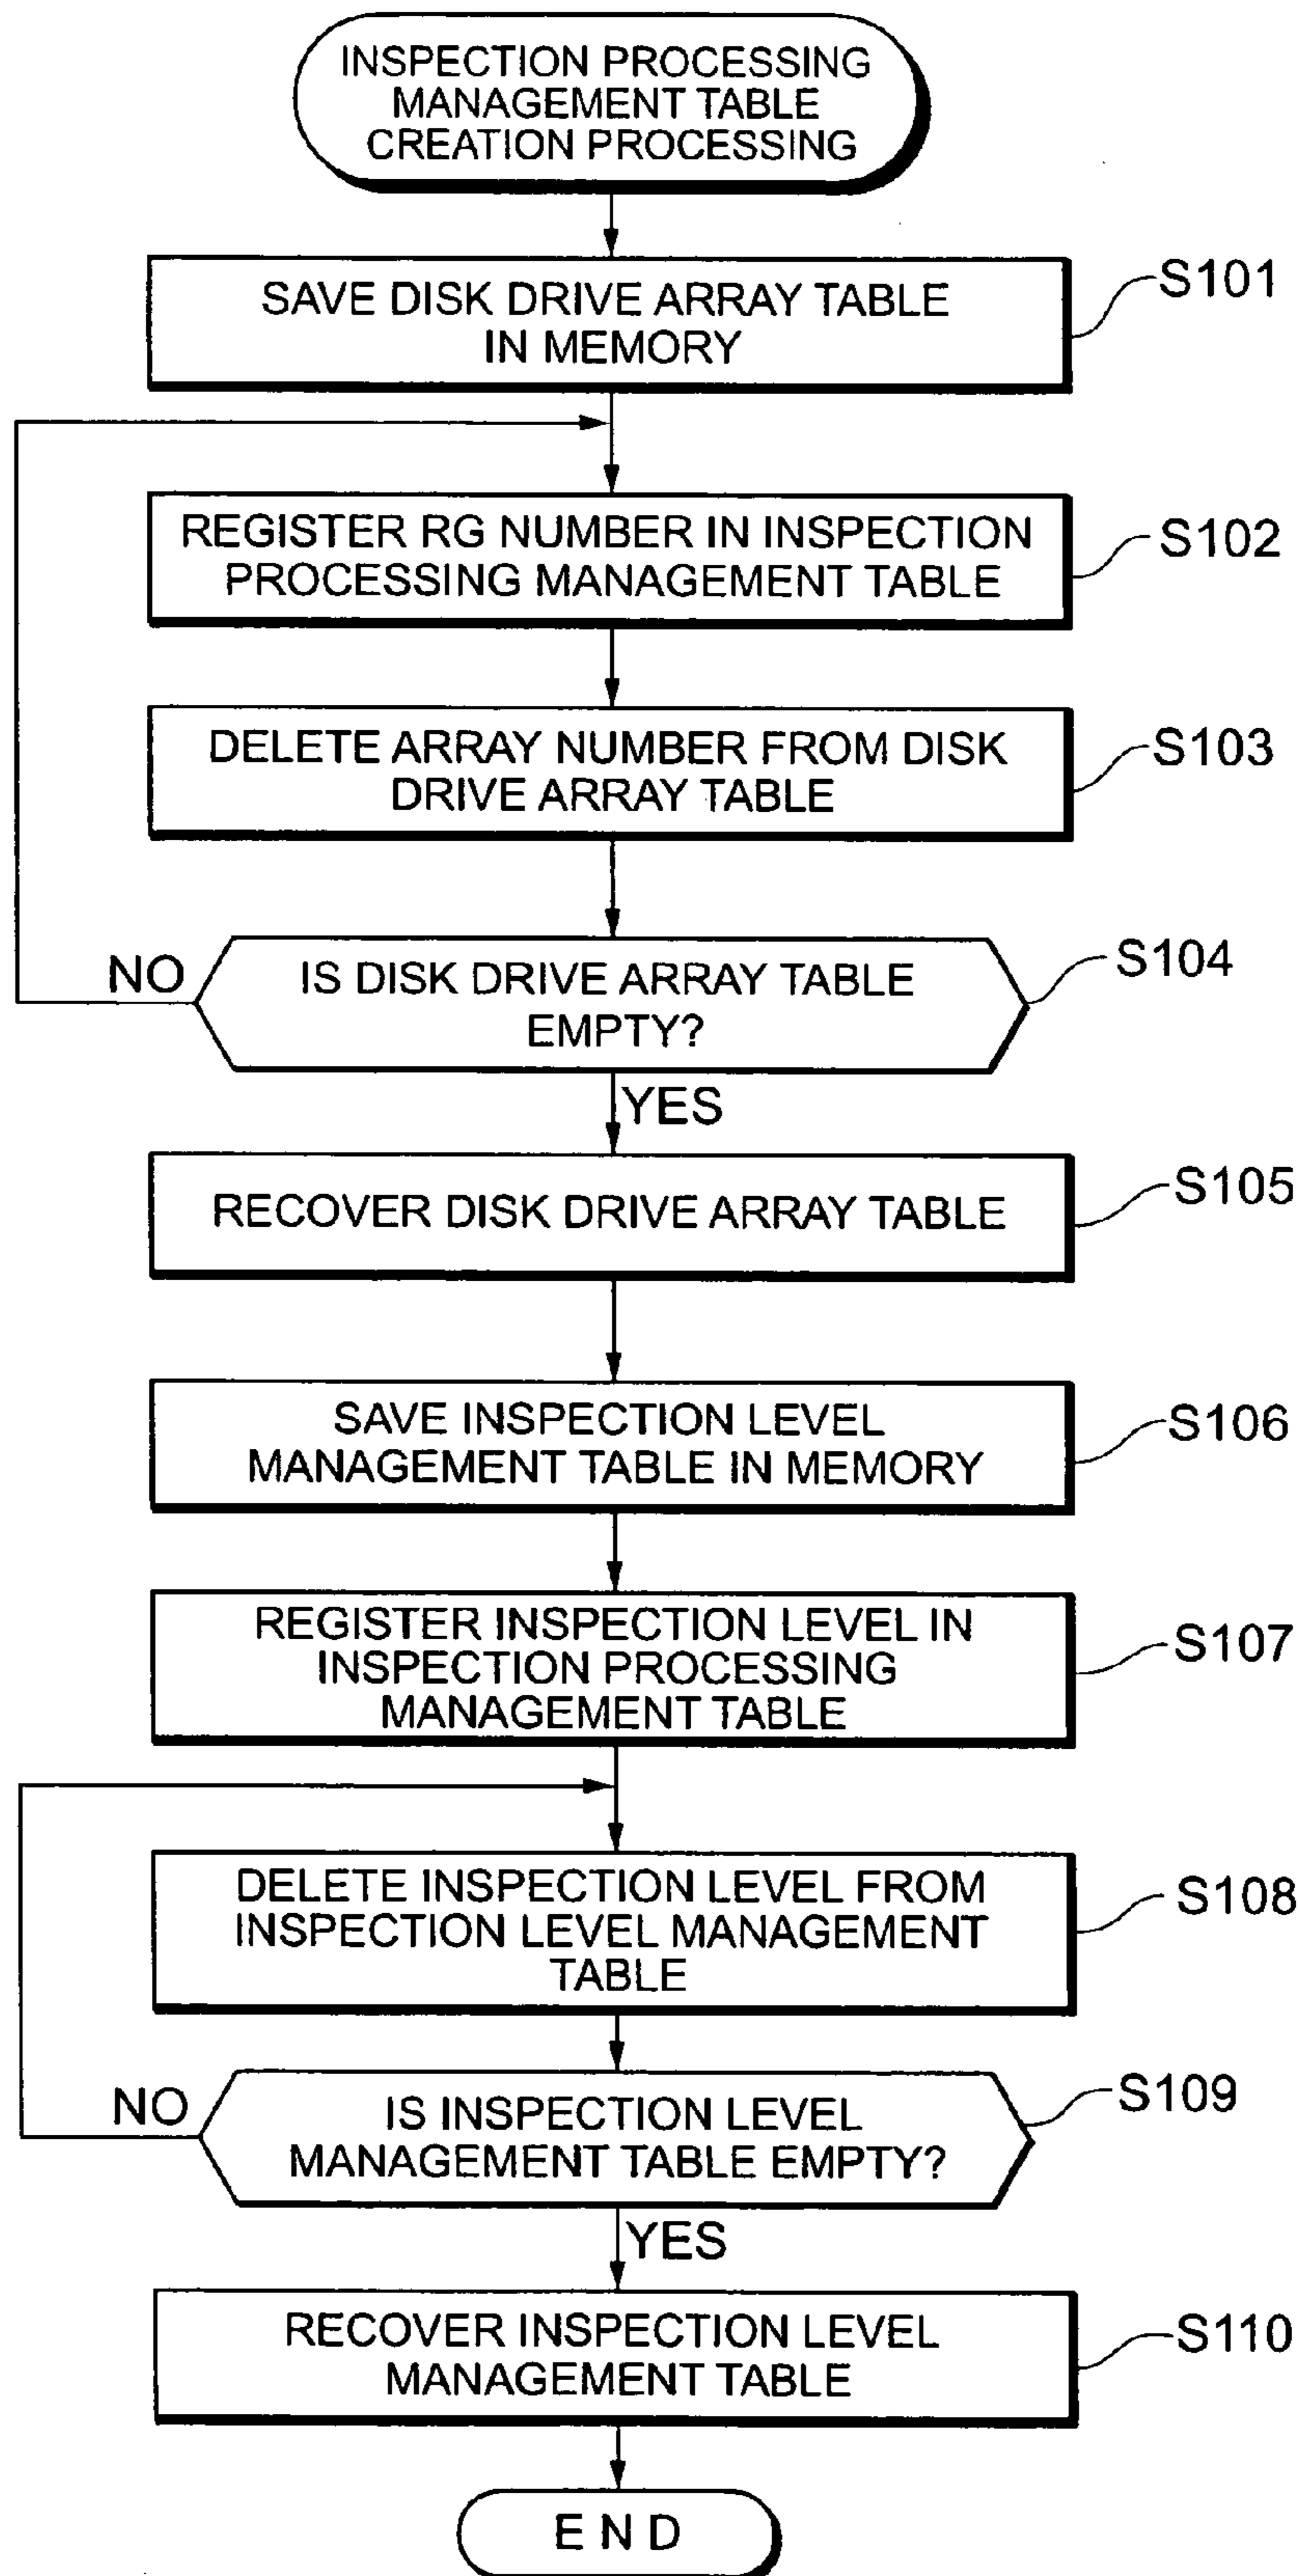 INSPECTION PROCESSING
MANAGEMENT TABLE
CREATION PROCESSING
SAVE DISK DRIVE ARRAY TABLE
IN MEMORY
S101
REGISTER RG NUMBER IN INSPECTION
PROCESSING MANAGEMENT TABLE
S102
DELETE ARRAY NUMBER FROM DISK
DRIVE ARRAY TABLE
S103
NO
IS DISK DRIVE ARRAY TABLE
EMPTY?
S104
YES
RECOVER DISK DRIVE ARRAY TABLE
S105
SAVE INSPECTION LEVEL
MANAGEMENT TABLE IN MEMORY
S106
REGISTER INSPECTION LEVEL IN
INSPECTION PROCESSING
MANAGEMENT TABLE
S107
DELETE INSPECTION LEVEL FROM
INSPECTION LEVEL MANAGEMENT
TABLE
S108
NO
IS INSPECTION LEVEL
MANAGEMENT TABLE EMPTY?
S109
YES
RECOVER INSPECTION LEVEL
MANAGEMENT TABLE
S110
END